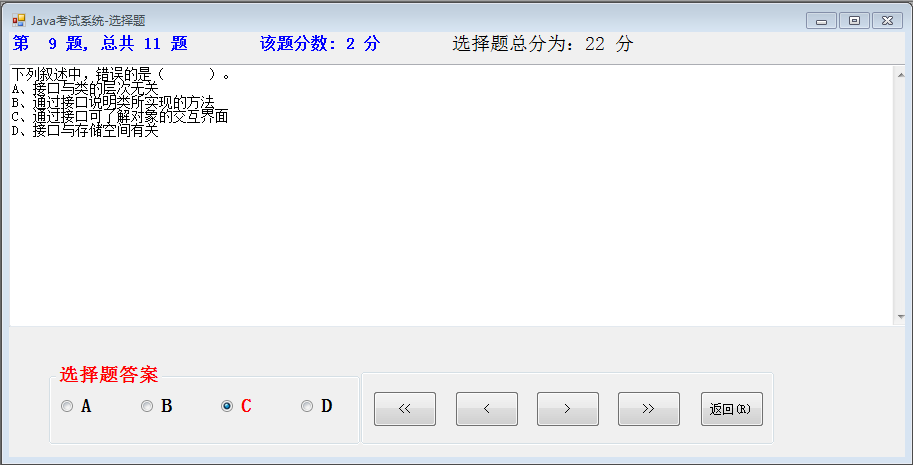 Java考试系统-选择题
第 9 题, 总共 11 题 该题分数: 2 分 选择题总分为: 22 分
下列叙述中，错误的是（ ）。
A、接口与类的层次无关
B、通过接口说明类所实现的方法
C、通过接口可了解对象的交互界面
D、接口与存储空间有关
选择题答案
A B C D
<< < > >> 返回(R)